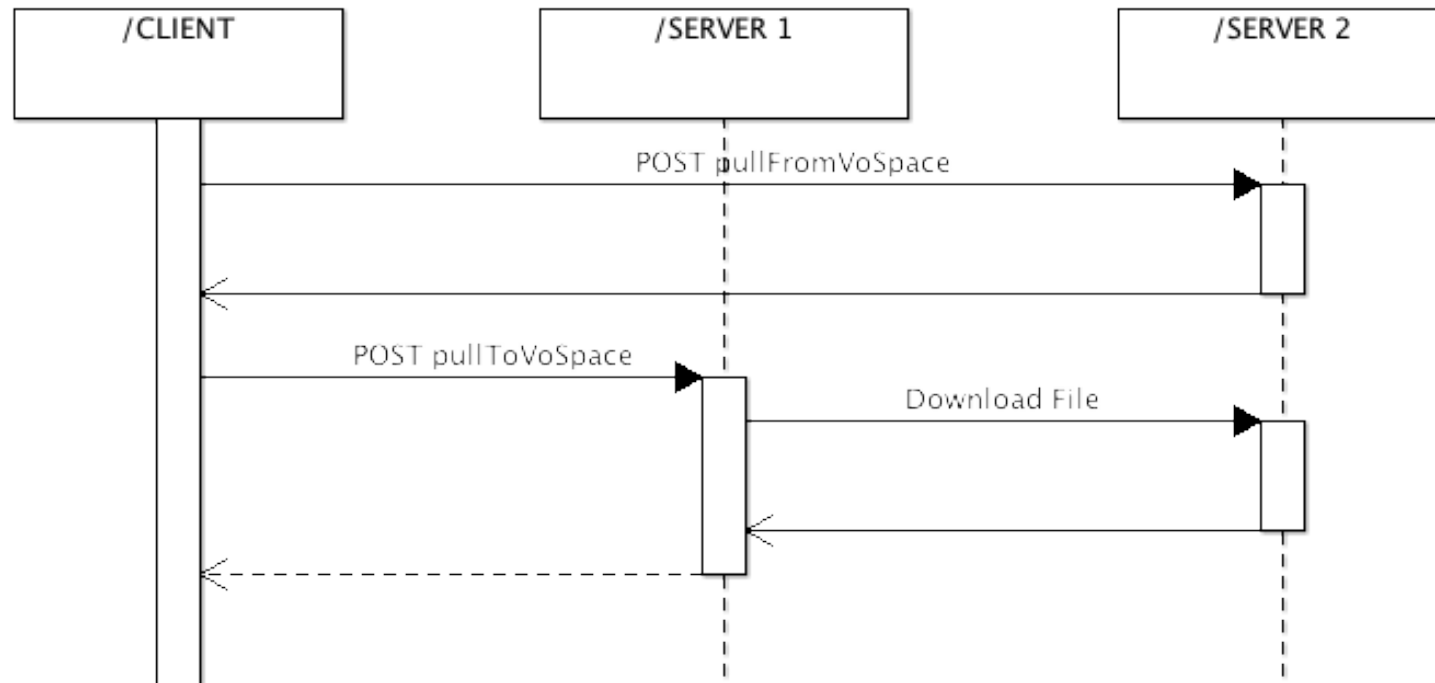 /CLIENT
/SERVER 1
/SERVER 2
POST pullFromVoSpace
POST pullToVoSpace
Download File